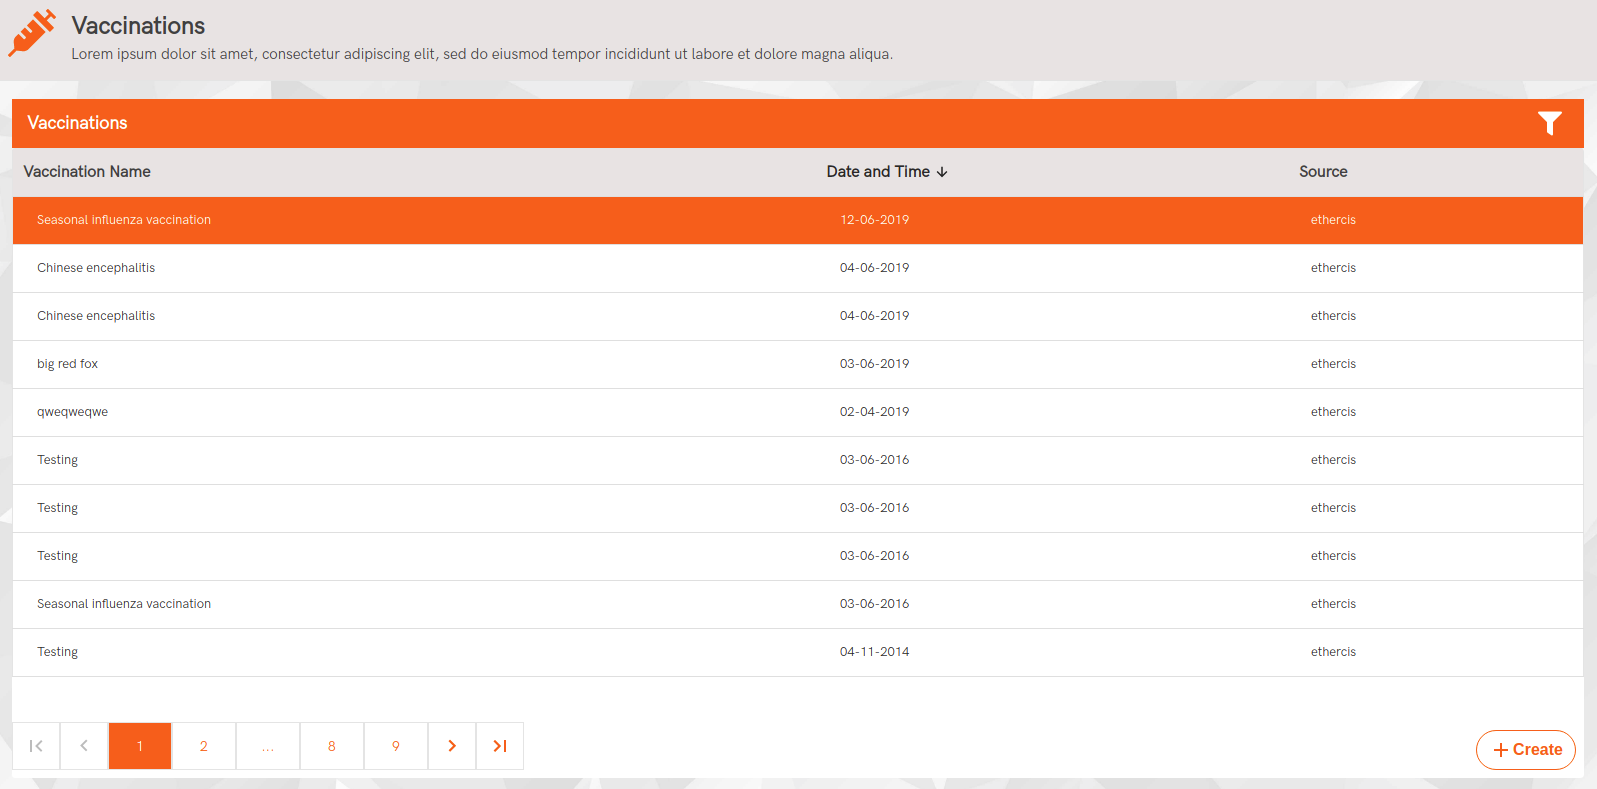 Vaccinations
Lorem ipsum dolor sit amet, consectetur adipiscing elit, sed do eiusmod tempor incididunt ut labore et dolore magna aliqua.
Vaccinations
Vaccination Name Date and Time Source
Seasonal influenza vaccination 12-06-2019 ethercis
Chinese encephalitis 04-06-2019 ethercis
Chinese encephalitis 04-06-2019 ethercis
big red fox 03-06-2019 ethercis
qweqweqwe 02-04-2019 ethercis
Testing 03-06-2016 ethercis
Testing 03-06-2016 ethercis
Testing 03-06-2016 ethercis
Seasonal influenza vaccination 03-06-2016 ethercis
Testing 04-11-2014 ethercis
1 2 ... 8 9
Create